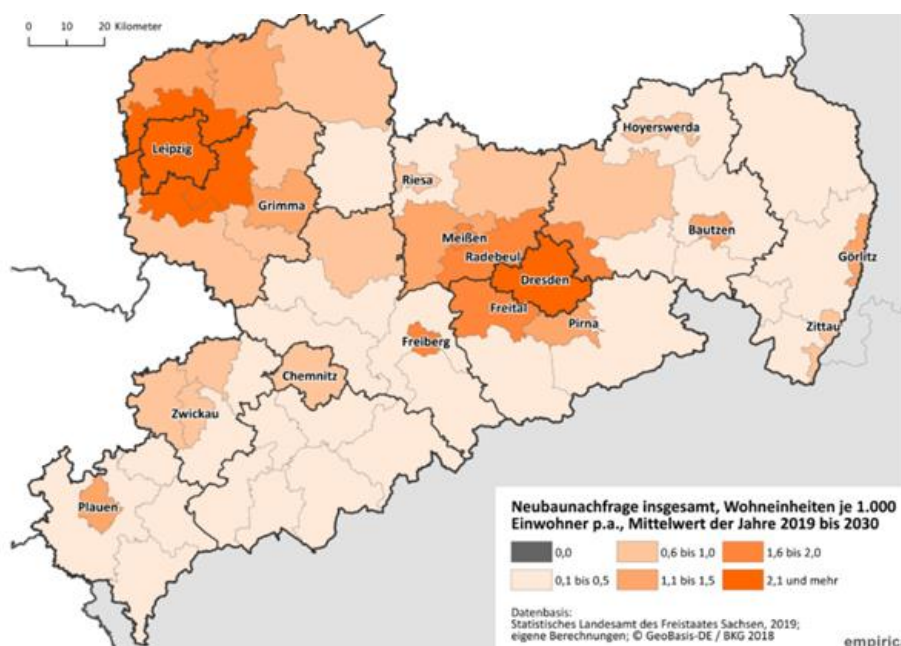 0 10 20 Kilometer
Hoyerswerda
Leipzig
Riesa
Grimma
Bautzen
Meißen
Radebeul
Görlitz
Dresden
Freital
Pirna
Zittau
Freiberg
Chemnitz
Zwickau
Plauen
Neubaunachfrage insgesamt, Wohneinheiten je 1.000
Einwohner p.a., Mittelwert der Jahre 2019 bis 2030
0,0 0,6 bis 1,0 1,6 bis 2,0
0,1 bis 0,5 1,1 bis 1,5 2,1 und mehr
Datenbasis:
Statistisches Landesamt des Freistaates Sachsen, 2019;
eigene Berechnungen; © GeoBasis-DE / BKG 2018
empirica